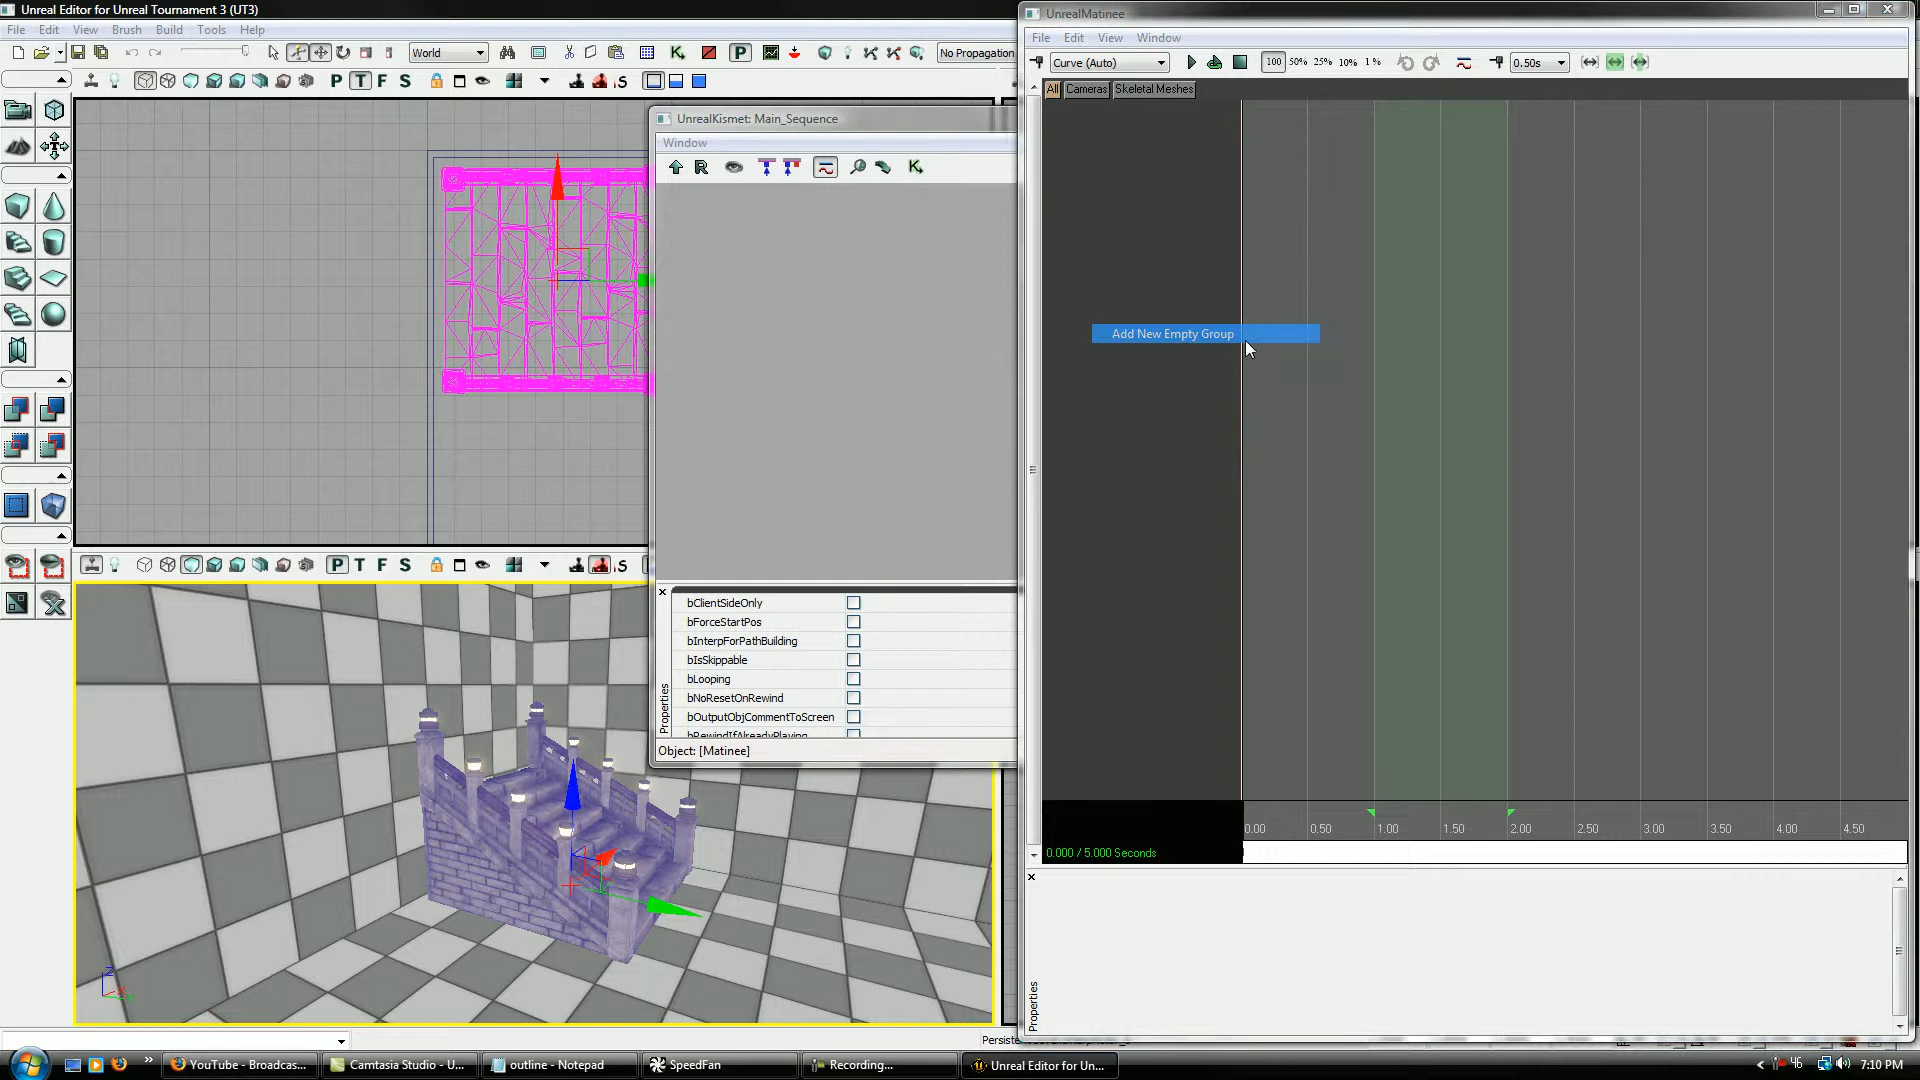 Unreal Editor for Unreal Tournament 3 (UT3)
File Edit View Brush Build Tools Help
World
No Propagation
P T F S
UnrealKismet: Main_Sequence
Window
bClientSideOnly
bForceStartPos
bInterpForPathBuilding
bIsSkippable
bLooping
bNoResetOnRewind
bOutputObjCommentToScreen
bRewindIfAlreadyPlaying
Properties
Object: [Matinee]
P T F S
UnrealMatinee
File Edit View Window
Curve (Auto)
100 50% 25% 10% 1 %
0.50s
All Cameras Skeletal Meshes
Add New Empty Group
0.00 0.50 1.00 1.50 2.00 2.50 3.00 3.50 4.00 4.50
0.000 / 5.000 Seconds
Properties
YouTube - Broadcas...
Camtasia Studio - U...
outline - Notepad
SpeedFan
Recording...
Unreal Editor for Un...
46
7:10 PM